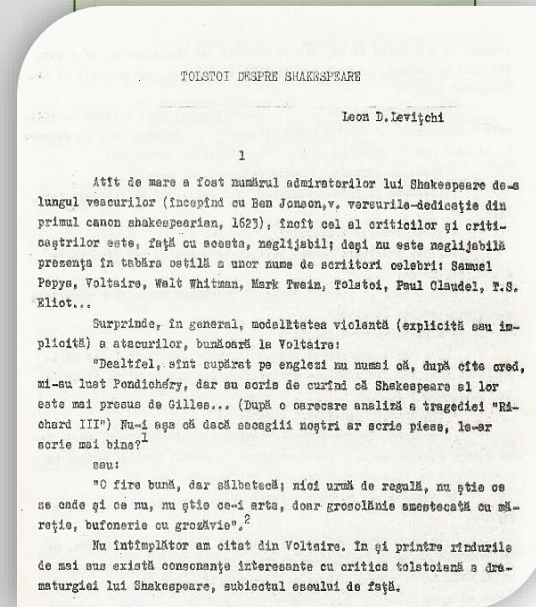 TOLSTOI DESPRE SHAKESPEARE
Leon D.Levițchi
1
Atît de mare a fost numărul admiratorilor lui Shakespeare de-a
lungul veacurilor (începînd cu Ben Jonson,v. versurile-dedicație din
primul canon shakespearian, 1623), încît cel al criticilor și criti-
caștrilor este, față cu acesta, neglijabil; deși nu este neglijabilă
prezența în tabăra ostilă a unor nume de scriitori celebri: Samuel
Pepys, Voltaire, Walt Whitman, Mark Twain, Tolstoi, Paul Claudel, T.S.
Eliot...
Surprinde, în general, modalitatea violentă (explicită sau im-
plicită) a atacurilor, bunăoară la Voltaire:
"Dealtfel, sînt supărat pe englezi nu numai că, după cîte cred,
mi-au luat Pondichéry, dar au scris de curînd că Shakespeare al lor
este mai presus de Gilles... (După o oarecare analiză a tragediei "Ri-
chard III") Nu-i așa că dacă socagiii noștri ar scrie piese, le-ar
scrie mai bine?1
sau:
"O fire bună, dar sălbatecă; nici urmă de regulă, nu știe ce
se cade și ce nu, nu știe ce-i arta, doar grosolănie amestecată cu mă-
reție, bufonerie cu grozăvie".2
Nu întîmplător am citat din Voltaire. În și printre rîndurile
de mai sus există consonanțe interesante cu critica tolstoiană a dra-
maturgiei lui Shakespeare, subiectul eseului de față.